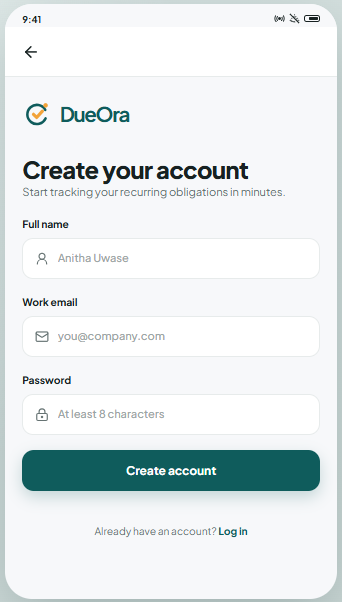 9:41
DueOra
Create your account
Start tracking your recurring obligations in minutes.
Full name
Anitha Uwase
Work email
you@company.com
Password
At least 8 characters
Create account
Already have an account? Log in